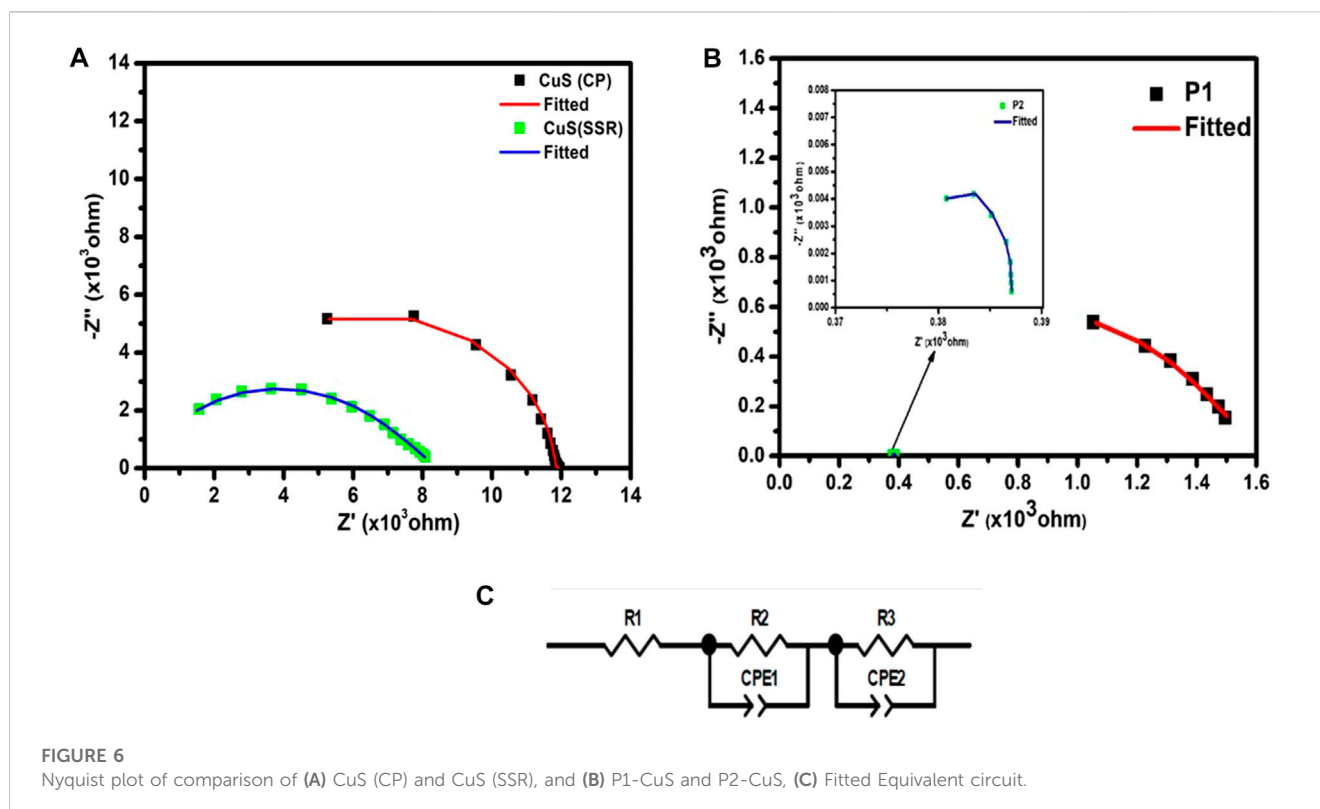 A
14
12
10
8
6
4
2
0
-Z'' (x10³ohm)
CuS (CP)
Fitted
CuS(SSR)
Fitted
0 2 4 6 8 10 12 14
Z' (x10³ohm)
B
1.6
1.4
1.2
1.0
0.8
0.6
0.4
0.2
0.0
-Z'' (x10³ohm)
P1
Fitted
0.008
0.007
0.006
0.005
0.004
0.003
0.002
0.001
0.000
-Z'' (x10³ohm)
P2
Fitted
0.37 0.38 0.39
Z' (x10³ohm)
0.0 0.2 0.4 0.6 0.8 1.0 1.2 1.4 1.6
Z' (x10³ohm)
C
R1 R2 R3
CPE1 CPE2
FIGURE 6
Nyquist plot of comparison of (A) CuS (CP) and CuS (SSR), and (B) P1-CuS and P2-CuS, (C) Fitted Equivalent circuit.